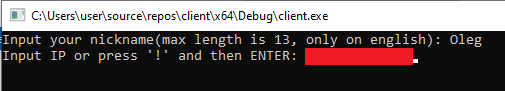 C:\Users\user\source\repos\client\x64\Debug\client.exe
Input your nickname(max length is 13, only on english): Oleg
Input IP or press '!' and then ENTER: